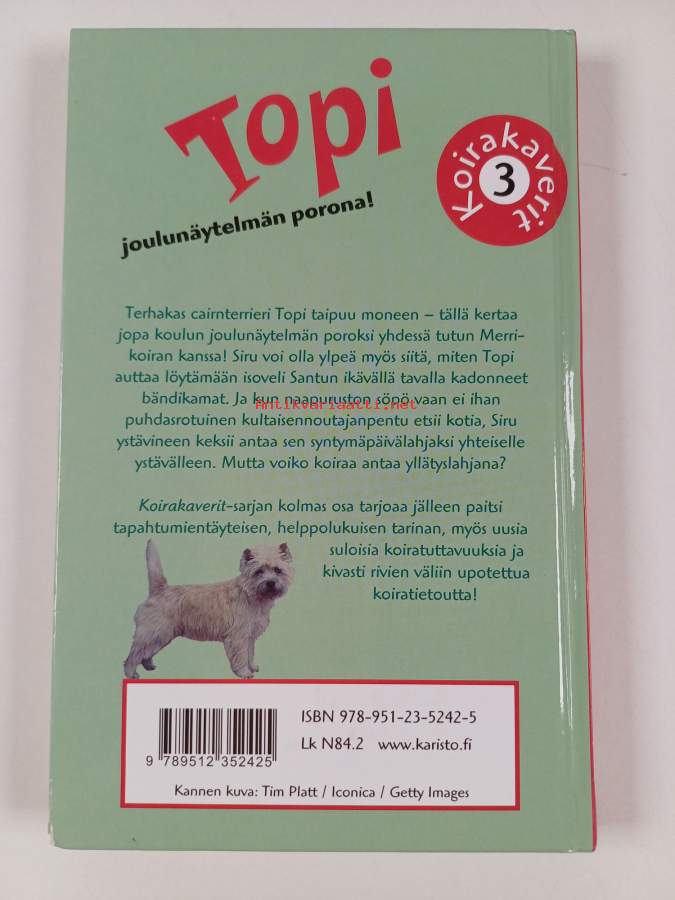 Topi
joulunäytelmän porona!
Koirakaverit
3
Terhakas cairnterrieri Topi taipuu moneen – tällä kertaa
jopa koulun joulunäytelmän poroksi yhdessä tutun Merri-
koiran kanssa! Siru voi olla ylpeä myös siitä, miten Topi
auttaa löytämään isoveli Santun ikävällä tavalla kadonneet
bändikamat. Ja kun naapuruston söpö vaan ei ihan
Antikvariaatti.net
puhdasrotuinen kultaisennoutajanpentu etsii kotia, Siru
ystävineen keksii antaa sen syntymäpäivälahjaksi yhteiselle
ystävälleen. Mutta voiko koiraa antaa yllätyslahjana?
Koirakaverit-sarjan kolmas osa tarjoaa jälleen paitsi
tapahtumientäyteisen, helppolukuisen tarinan, myös uusia
suloisia koiratuttavuuksia ja
kivasti rivien väliin upotettua
koiratietoutta!
ISBN 978-951-23-5242-5
Lk N84.2 www.karisto.fi
9 789512 352425
Kannen kuva: Tim Platt / Iconica / Getty Images